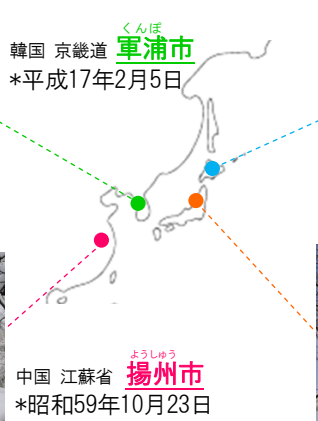 くんぽ
韓国 京畿道 軍浦市
*平成17年2月5日
ようしゅう
中国 江蘇省 揚州市
*昭和59年10月23日